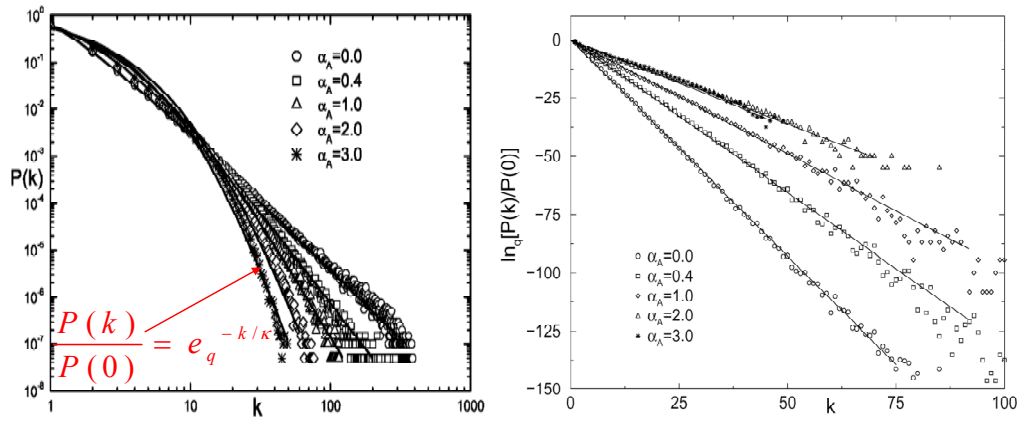 10⁰
10⁻¹
10⁻²
10⁻³
P(k)
10⁻⁴
10⁻⁵
10⁻⁶
10⁻⁷
10⁻⁸
1 10 100 1000
k
α_A=0.0
α_A=0.4
α_A=1.0
α_A=2.0
α_A=3.0
P(k)/P(0) = e_q^{-k/κ}
ln_q[P(k)/P(0)]
0
−25
−50
−75
−100
−125
−150
0 25 50 75 100
k
α_A=0.0
α_A=0.4
α_A=1.0
α_A=2.0
α_A=3.0